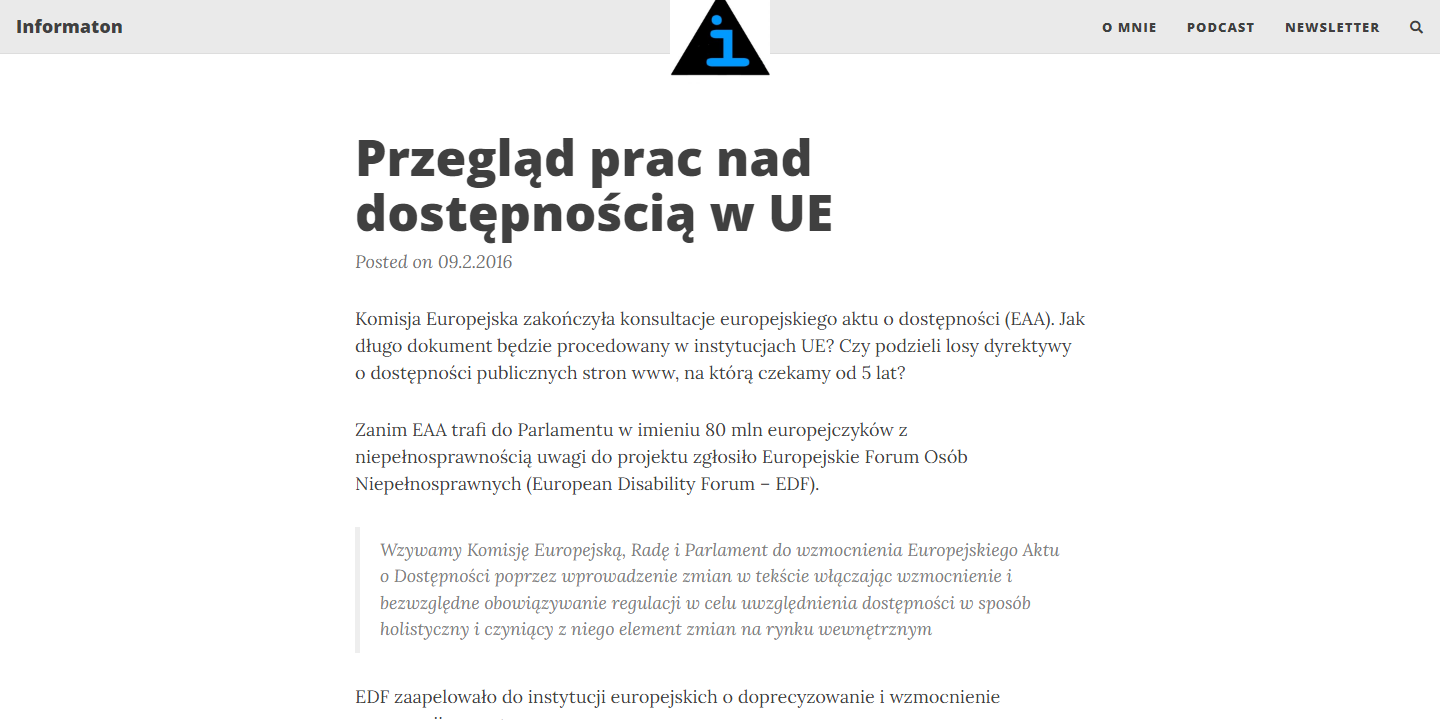 Informaton
i
O MNIE
PODCAST
NEWSLETTER
Przegląd prac nad
dostępnością w UE
Posted on 09.2.2016
Komisja Europejska zakończyła konsultacje europejskiego aktu o dostępności (EAA). Jak
długo dokument będzie procedowany w instytucjach UE? Czy podzieli losy dyrektywy
o dostępności publicznych stron www, na którą czekamy od 5 lat?
Zanim EAA trafi do Parlamentu w imieniu 80 mln europejczyków z
niepełnosprawnością uwagi do projektu zgłosiło Europejskie Forum Osób
Niepełnosprawnych (European Disability Forum – EDF).
Wzywamy Komisję Europejską, Radę i Parlament do wzmocnienia Europejskiego Aktu
o Dostępności poprzez wprowadzenie zmian w tekście włączając wzmocnienie i
bezwzględne obowiązywanie regulacji w celu uwzględnienia dostępności w sposób
holistyczny i czyniący z niego element zmian na rynku wewnętrznym
EDF zaapelowało do instytucji europejskich o doprecyzowanie i wzmocnienie